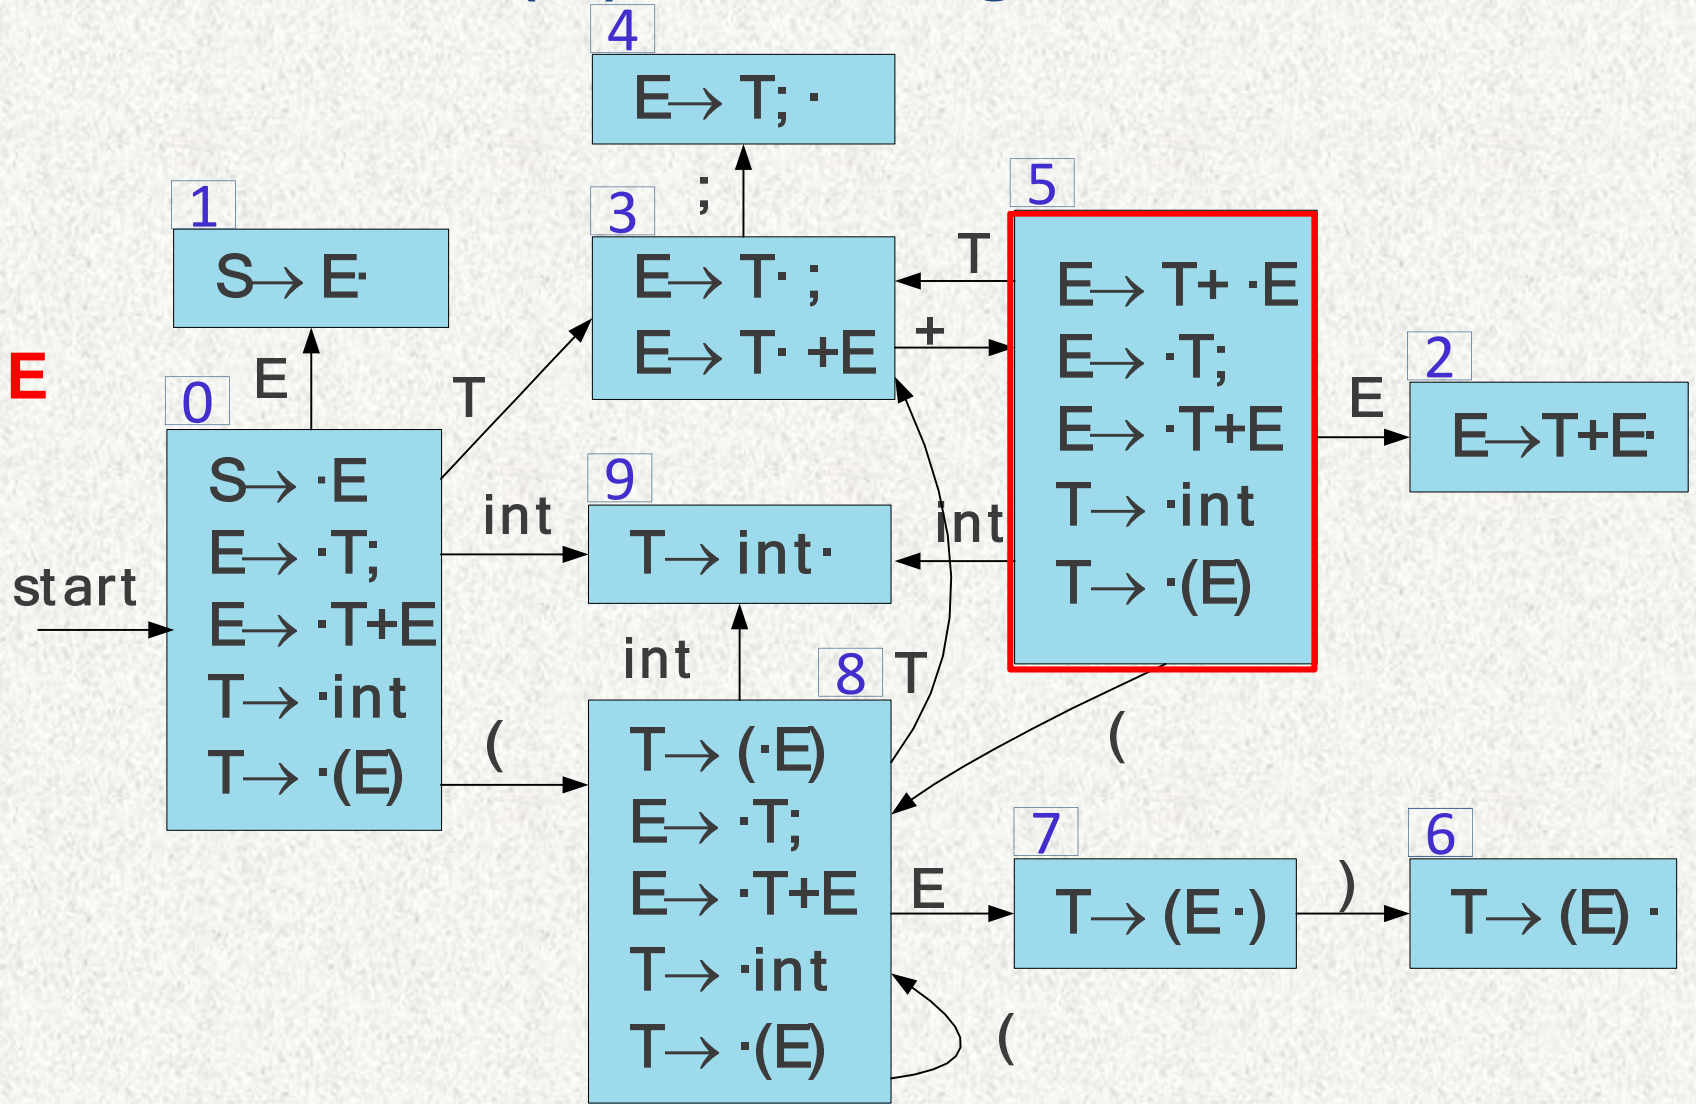 4
E→ T; ·
;
1
S→ E·
3
E→ T· ;
E→ T· +E
T
+
5
E→ T+ ·E
E→ ·T;
E→ ·T+E
T→ ·int
T→ ·(E)
2
E→T+E·
E
E
E
T
0
S→ ·E
E→ ·T;
E→ ·T+E
T→ ·int
T→ ·(E)
start
int
9
T→ int·
int
int
(
8
T
T→ (·E)
E→ ·T;
E→ ·T+E
T→ ·int
T→ ·(E)
(
E
7
T→ (E ·)
)
6
T→ (E) ·
(